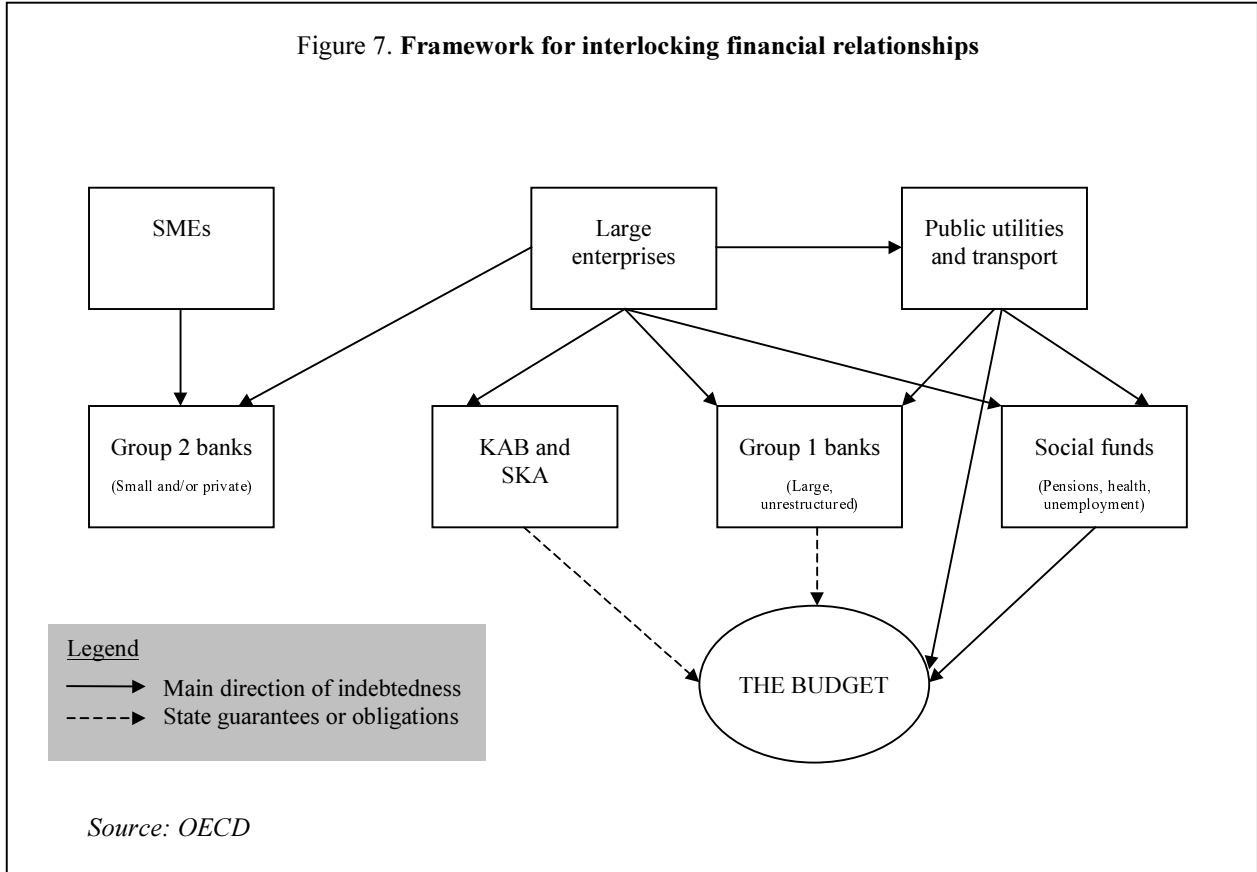 Figure 7. Framework for interlocking financial relationships
SMEs
Large
enterprises
Public utilities
and transport
Group 2 banks
(Small and/or private)
KAB and
SKA
Group 1 banks
(Large,
unrestructured)
Social funds
(Pensions, health,
unemployment)
THE BUDGET
Legend
Main direction of indebtedness
State guarantees or obligations
Source: OECD